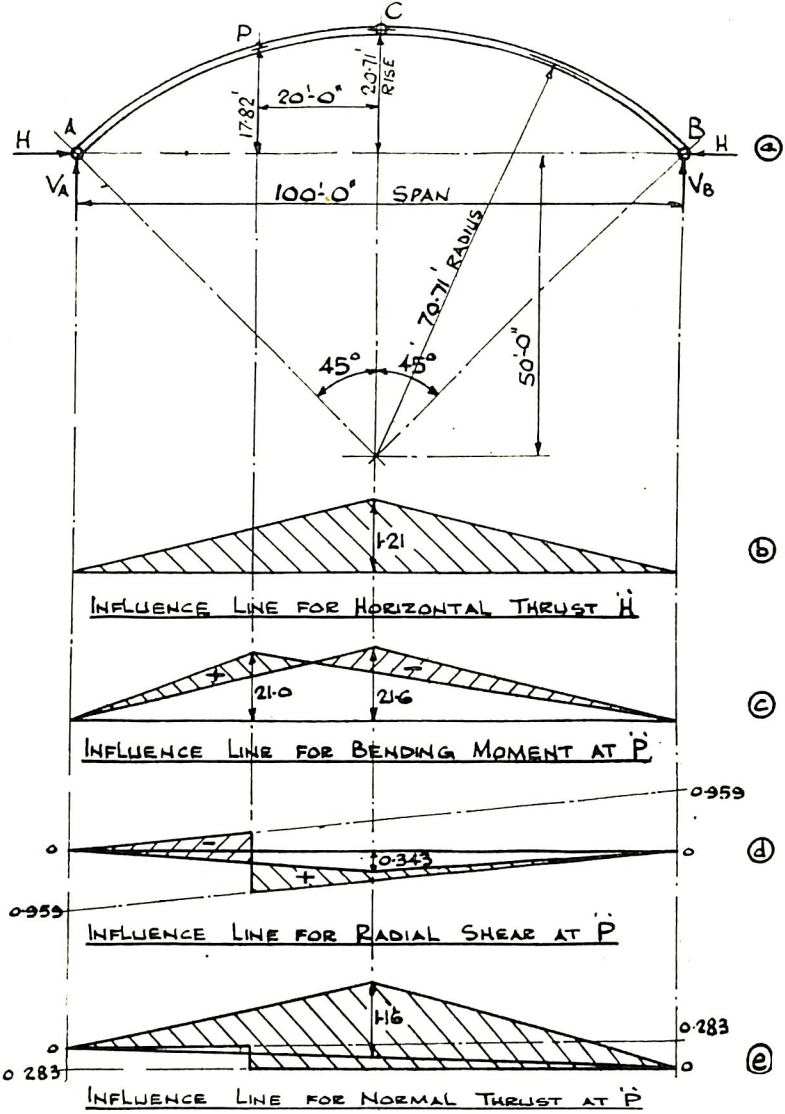 C
P
20·71' RISE
17·82'
20'-0"
A
B
H
H
a
VA
VB
100'-0" SPAN
70·71' RADIUS
50'-0"
45°
45°
1·21
b
INFLUENCE LINE FOR HORIZONTAL THRUST 'H'
+
-
21·0
21·6
c
INFLUENCE LINE FOR BENDING MOMENT AT 'P'
0·959
-
0
0·343
0
d
+
0·959
INFLUENCE LINE FOR RADIAL SHEAR AT 'P'
1·16
0·283
0
0
e
0 283
INFLUENCE LINE FOR NORMAL THRUST AT 'P'